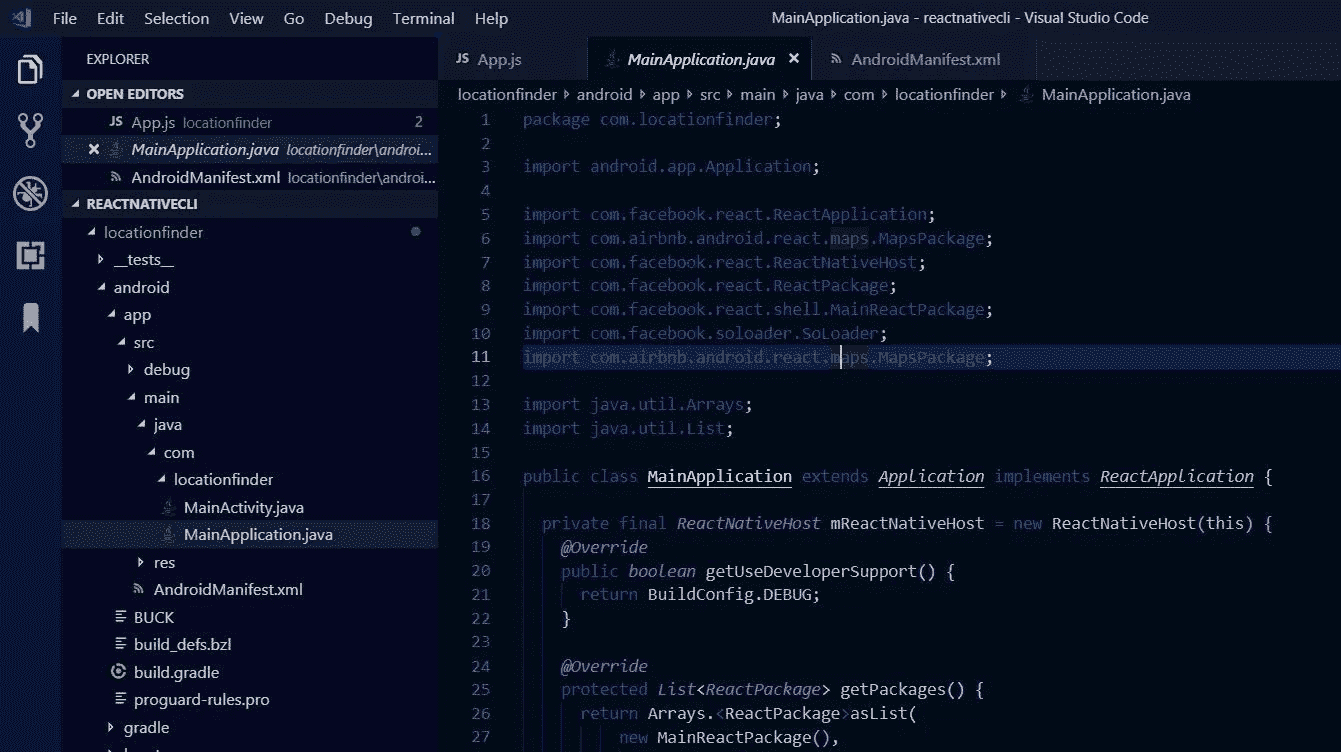 File Edit Selection View Go Debug Terminal Help MainApplication.java - reactnativecli - Visual Studio Code
EXPLORER
OPEN EDITORS
JS App.js locationfinder 2
MainApplication.java locationfinder\androi...
AndroidManifest.xml locationfinder\androi...
REACTNATIVECLI
locationfinder
__tests__
android
app
src
debug
main
java
com
locationfinder
MainActivity.java
MainApplication.java
res
AndroidManifest.xml
BUCK
build_defs.bzl
build.gradle
proguard-rules.pro
gradle
JS App.js MainApplication.java AndroidManifest.xml
locationfinder android app src main java com locationfinder MainApplication.java
1 package com.locationfinder;
2
3 import android.app.Application;
4
5 import com.facebook.react.ReactApplication;
6 import com.airbnb.android.react.maps.MapsPackage;
7 import com.facebook.react.ReactNativeHost;
8 import com.facebook.react.ReactPackage;
9 import com.facebook.react.shell.MainReactPackage;
10 import com.facebook.soloader.SoLoader;
11 import com.airbnb.android.react.maps.MapsPackage;
12
13 import java.util.Arrays;
14 import java.util.List;
15
16 public class MainApplication extends Application implements ReactApplication {
17
18 private final ReactNativeHost mReactNativeHost = new ReactNativeHost(this) {
19 @Override
20 public boolean getUseDeveloperSupport() {
21 return BuildConfig.DEBUG;
22 }
23
24 @Override
25 protected List<ReactPackage> getPackages() {
26 return Arrays.<ReactPackage>asList(
27 new MainReactPackage(),